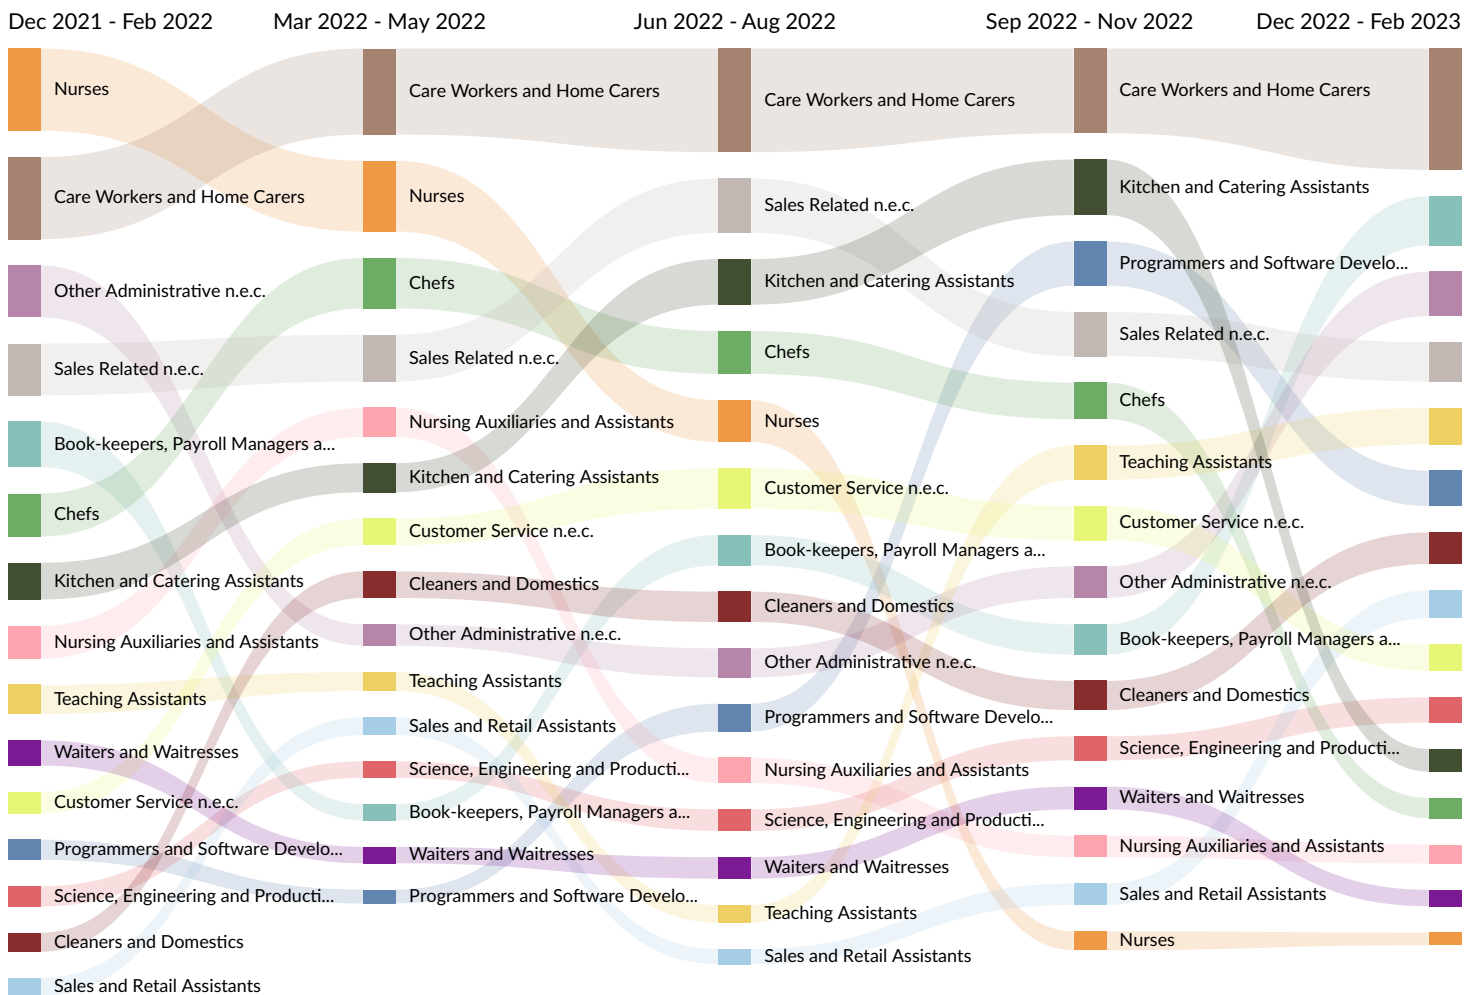 Dec 2021 - Feb 2022
Mar 2022 - May 2022
Jun 2022 - Aug 2022
Sep 2022 - Nov 2022
Dec 2022 - Feb 2023
Nurses
Care Workers and Home Carers
Other Administrative n.e.c.
Sales Related n.e.c.
Book-keepers, Payroll Managers a...
Chefs
Kitchen and Catering Assistants
Nursing Auxiliaries and Assistants
Teaching Assistants
Waiters and Waitresses
Customer Service n.e.c.
Programmers and Software Develo...
Science, Engineering and Producti...
Cleaners and Domestics
Sales and Retail Assistants
Care Workers and Home Carers
Nurses
Chefs
Sales Related n.e.c.
Nursing Auxiliaries and Assistants
Kitchen and Catering Assistants
Customer Service n.e.c.
Cleaners and Domestics
Other Administrative n.e.c.
Teaching Assistants
Sales and Retail Assistants
Science, Engineering and Producti...
Book-keepers, Payroll Managers a...
Waiters and Waitresses
Programmers and Software Develo...
Care Workers and Home Carers
Sales Related n.e.c.
Kitchen and Catering Assistants
Chefs
Nurses
Customer Service n.e.c.
Book-keepers, Payroll Managers a...
Cleaners and Domestics
Other Administrative n.e.c.
Programmers and Software Develo...
Nursing Auxiliaries and Assistants
Science, Engineering and Producti...
Waiters and Waitresses
Teaching Assistants
Sales and Retail Assistants
Care Workers and Home Carers
Kitchen and Catering Assistants
Programmers and Software Develo...
Sales Related n.e.c.
Chefs
Teaching Assistants
Customer Service n.e.c.
Other Administrative n.e.c.
Book-keepers, Payroll Managers a...
Cleaners and Domestics
Science, Engineering and Producti...
Waiters and Waitresses
Nursing Auxiliaries and Assistants
Sales and Retail Assistants
Nurses